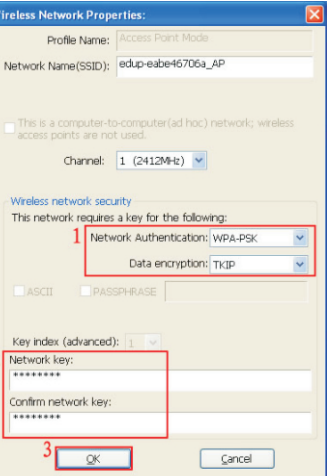 Wireless Network Properties:
Profile Name: Access Point Mode
Network Name(SSID): edup-eabe46706a_AP
This is a computer-to-computer(ad hoc) network; wireless
access points are not used.
Channel: 1 (2412MHz)
Wireless network security
This network requires a key for the following:
1 Network Authentication: WPA-PSK
Data encryption: TKIP
ASCII PASSPHRASE
Key index (advanced): 1
Network key:
********
Confirm network key:
********
3 OK Cancel